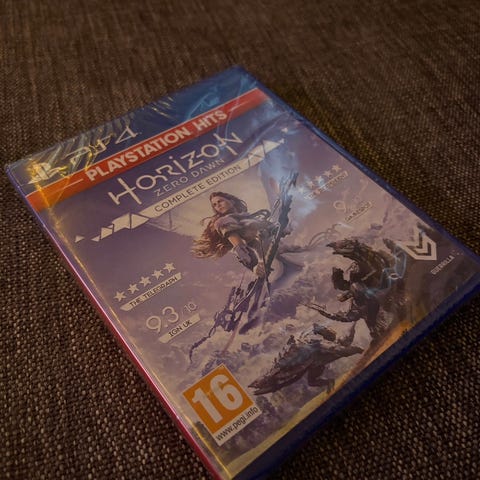 PS4
PLAYSTATION HITS
HORIZON
ZERO DAWN
COMPLETE EDITION
GUERRILLA
★★★★★
THE TELEGRAPH
9.3/10
IGN UK
16
www.pegi.info